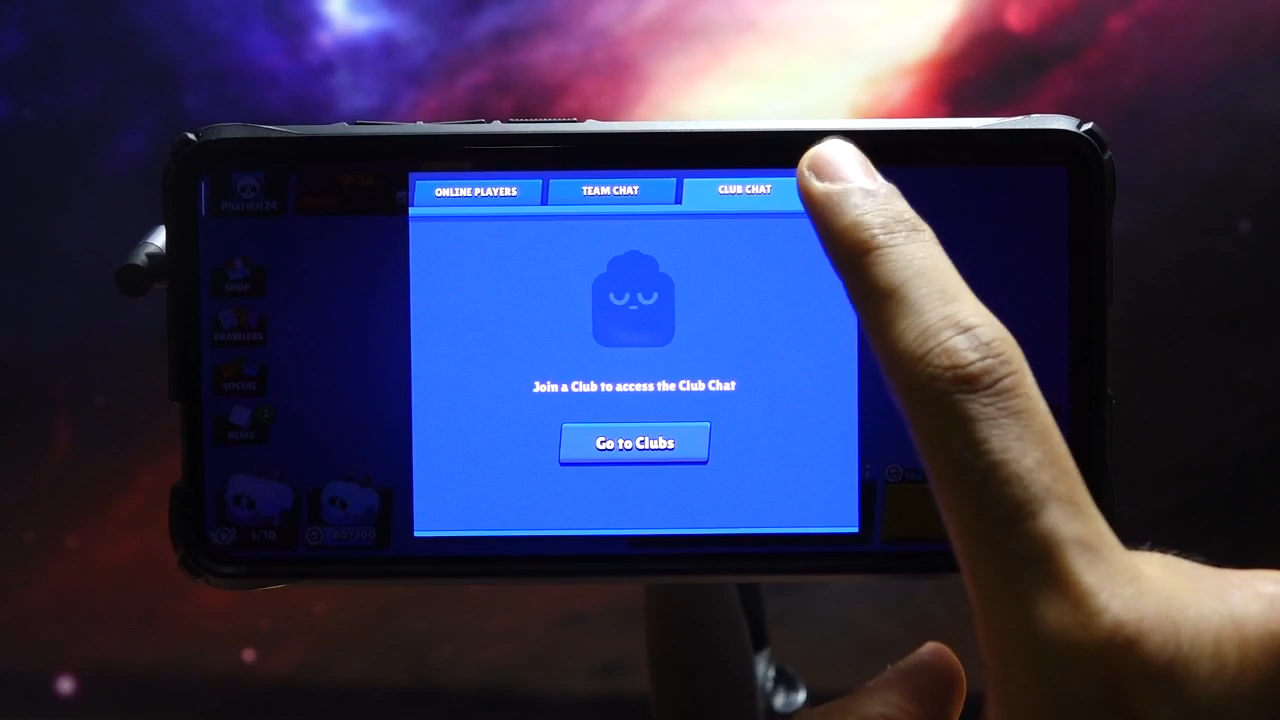 ONLINE PLAYERS
TEAM CHAT
CLUB CHAT
Pharmit24
SHOP
BRAWLERS
SOCIAL
NEWS
Join a Club to access the Club Chat
Go to Clubs